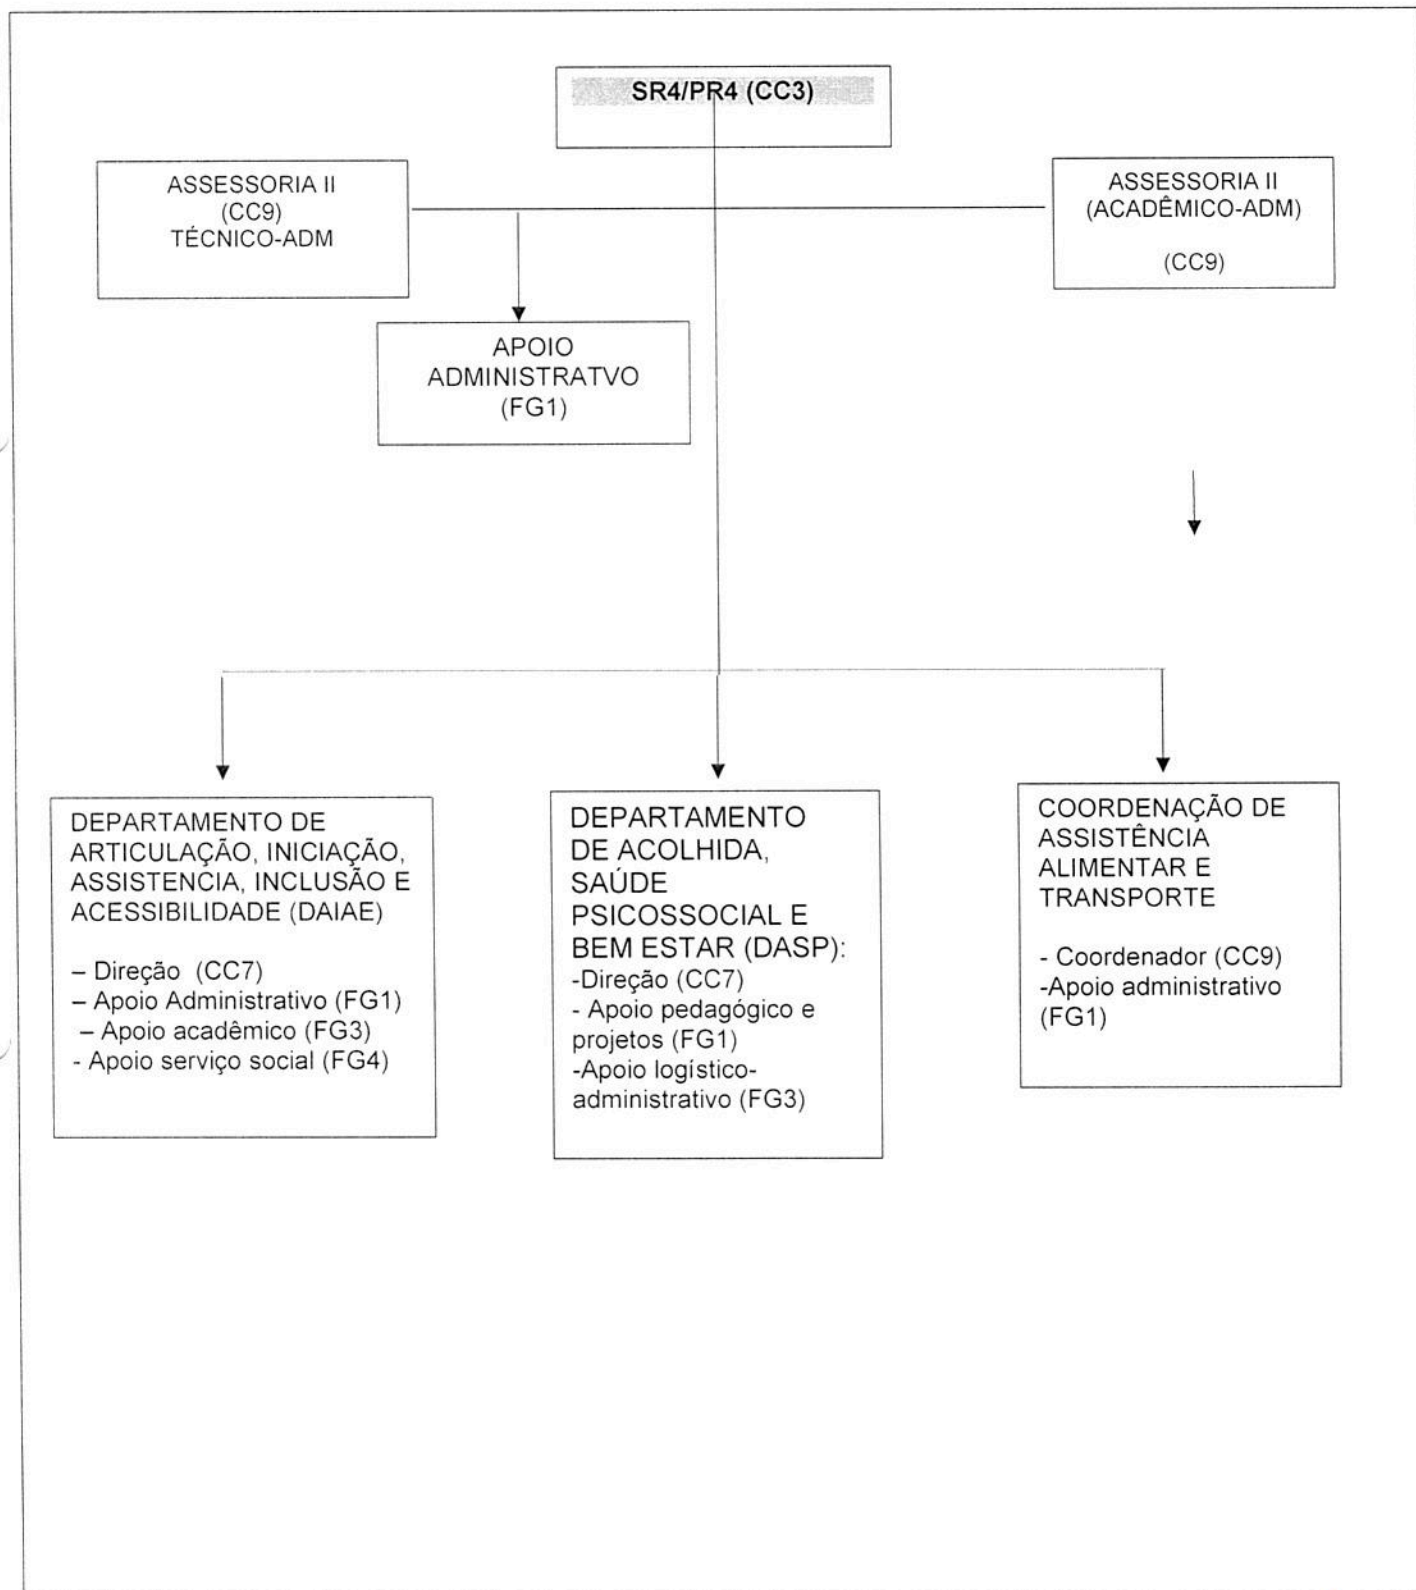 SR4/PR4 (CC3)
ASSESSORIA II
(CC9)
TÉCNICO-ADM
ASSESSORIA II
(ACADÊMICO-ADM)
(CC9)
APOIO
ADMINISTRATVO
(FG1)
DEPARTAMENTO DE
ARTICULAÇÃO, INICIAÇÃO,
ASSISTENCIA, INCLUSÃO E
ACESSIBILIDADE (DAIAE)
– Direção (CC7)
– Apoio Administrativo (FG1)
– Apoio acadêmico (FG3)
- Apoio serviço social (FG4)
DEPARTAMENTO
DE ACOLHIDA,
SAÚDE
PSICOSSOCIAL E
BEM ESTAR (DASP):
-Direção (CC7)
- Apoio pedagógico e
projetos (FG1)
-Apoio logístico-
administrativo (FG3)
COORDENAÇÃO DE
ASSISTÊNCIA
ALIMENTAR E
TRANSPORTE
- Coordenador (CC9)
-Apoio administrativo
(FG1)